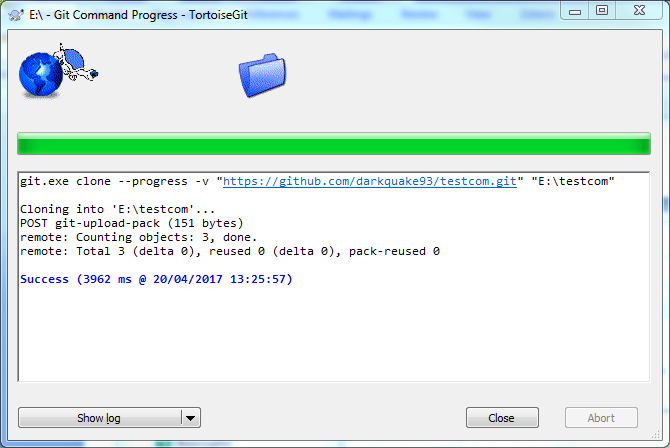 E:\ - Git Command Progress - TortoiseGit
git.exe clone --progress -v "https://github.com/darkquake93/testcom.git" "E:\testcom"
Cloning into 'E:\testcom'...
POST git-upload-pack (151 bytes)
remote: Counting objects: 3, done.
remote: Total 3 (delta 0), reused 0 (delta 0), pack-reused 0
Success (3962 ms @ 20/04/2017 13:25:57)
Show log
Close
Abort